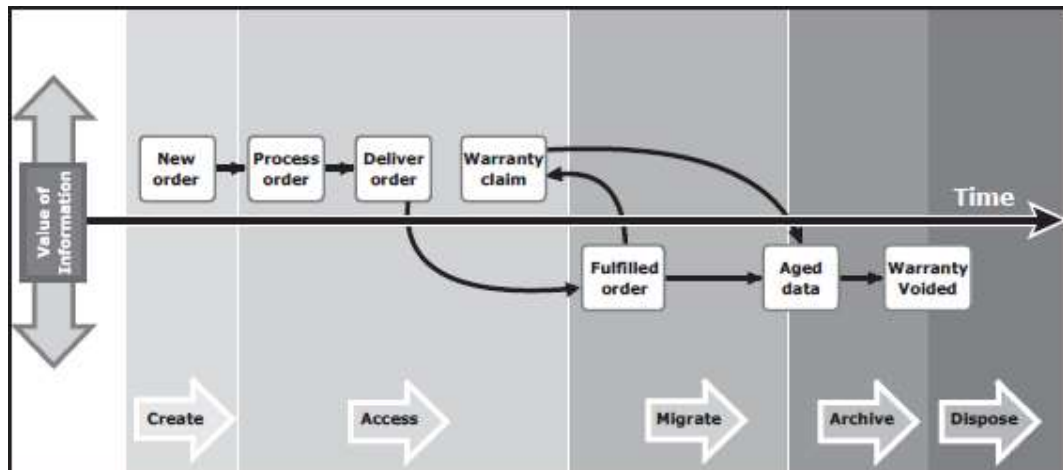 New
order
Process
order
Deliver
order
Warranty
claim
Time
Value of
Information
Fulfilled
order
Aged
data
Warranty
Voided
Create
Access
Migrate
Archive
Dispose